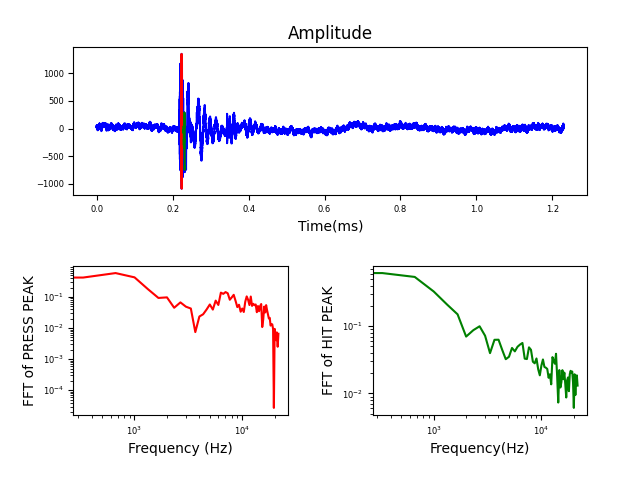 Amplitude
1000
500
0
−500
−1000
0.0 0.2 0.4 0.6 0.8 1.0 1.2
Time(ms)
FFT of PRESS PEAK
10⁻¹
10⁻²
10⁻³
10⁻⁴
10³ 10⁴
Frequency (Hz)
FFT of HIT PEAK
10⁻¹
10⁻²
10³ 10⁴
Frequency(Hz)